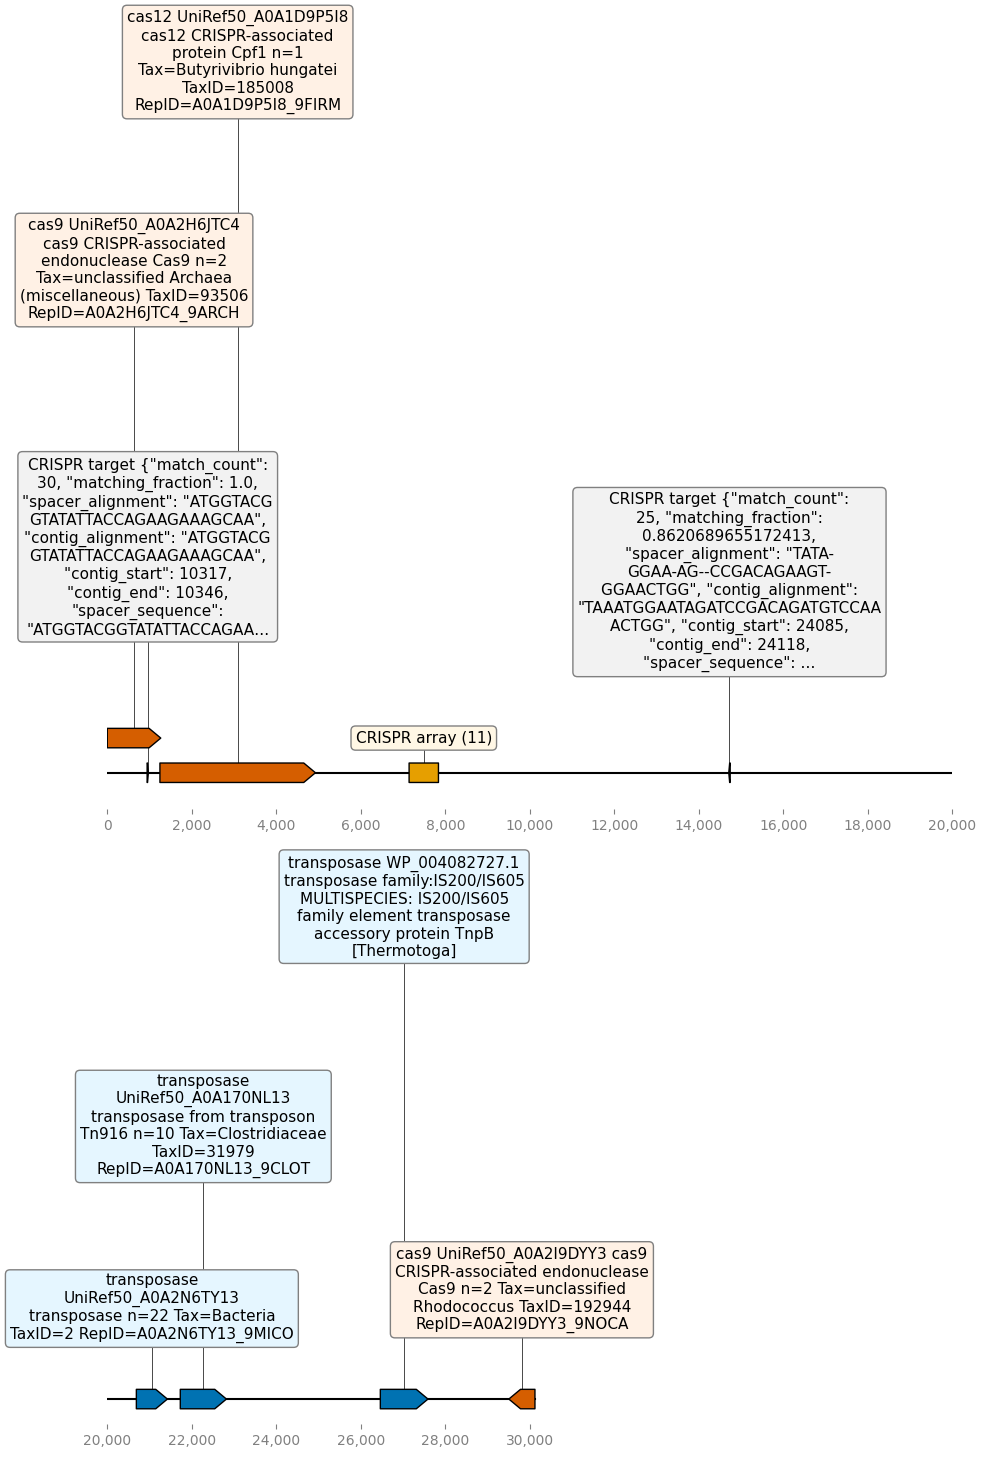 cas12 UniRef50_A0A1D9P5I8
cas12 CRISPR-associated
protein Cpf1 n=1
Tax=Butyrivibrio hungatei
TaxID=185008
RepID=A0A1D9P5I8_9FIRM
cas9 UniRef50_A0A2H6JTC4
cas9 CRISPR-associated
endonuclease Cas9 n=2
Tax=unclassified Archaea
(miscellaneous) TaxID=93506
RepID=A0A2H6JTC4_9ARCH
CRISPR target {"match_count":
30, "matching_fraction": 1.0,
"spacer_alignment": "ATGGTACG
GTATATTACCAGAAGAAAGCAA",
"contig_alignment": "ATGGTACG
GTATATTACCAGAAGAAAGCAA",
"contig_start": 10317,
"contig_end": 10346,
"spacer_sequence":
"ATGGTACGGTATATTACCAGAA...
CRISPR target {"match_count":
25, "matching_fraction":
0.8620689655172413,
"spacer_alignment": "TATA-
GGAA-AG--CCGACAGAAGT-
GGAACTGG", "contig_alignment":
"TAAATGGAATAGATCCGACAGATGTCCAA
ACTGG", "contig_start": 24085,
"contig_end": 24118,
"spacer_sequence": ...
CRISPR array (11)
0 2,000 4,000 6,000 8,000 10,000 12,000 14,000 16,000 18,000 20,000
transposase WP_004082727.1
transposase family:IS200/IS605
MULTISPECIES: IS200/IS605
family element transposase
accessory protein TnpB
[Thermotoga]
transposase
UniRef50_A0A170NL13
transposase from transposon
Tn916 n=10 Tax=Clostridiaceae
TaxID=31979
RepID=A0A170NL13_9CLOT
transposase
UniRef50_A0A2N6TY13
transposase n=22 Tax=Bacteria
TaxID=2 RepID=A0A2N6TY13_9MICO
cas9 UniRef50_A0A2I9DYY3 cas9
CRISPR-associated endonuclease
Cas9 n=2 Tax=unclassified
Rhodococcus TaxID=192944
RepID=A0A2I9DYY3_9NOCA
20,000 22,000 24,000 26,000 28,000 30,000